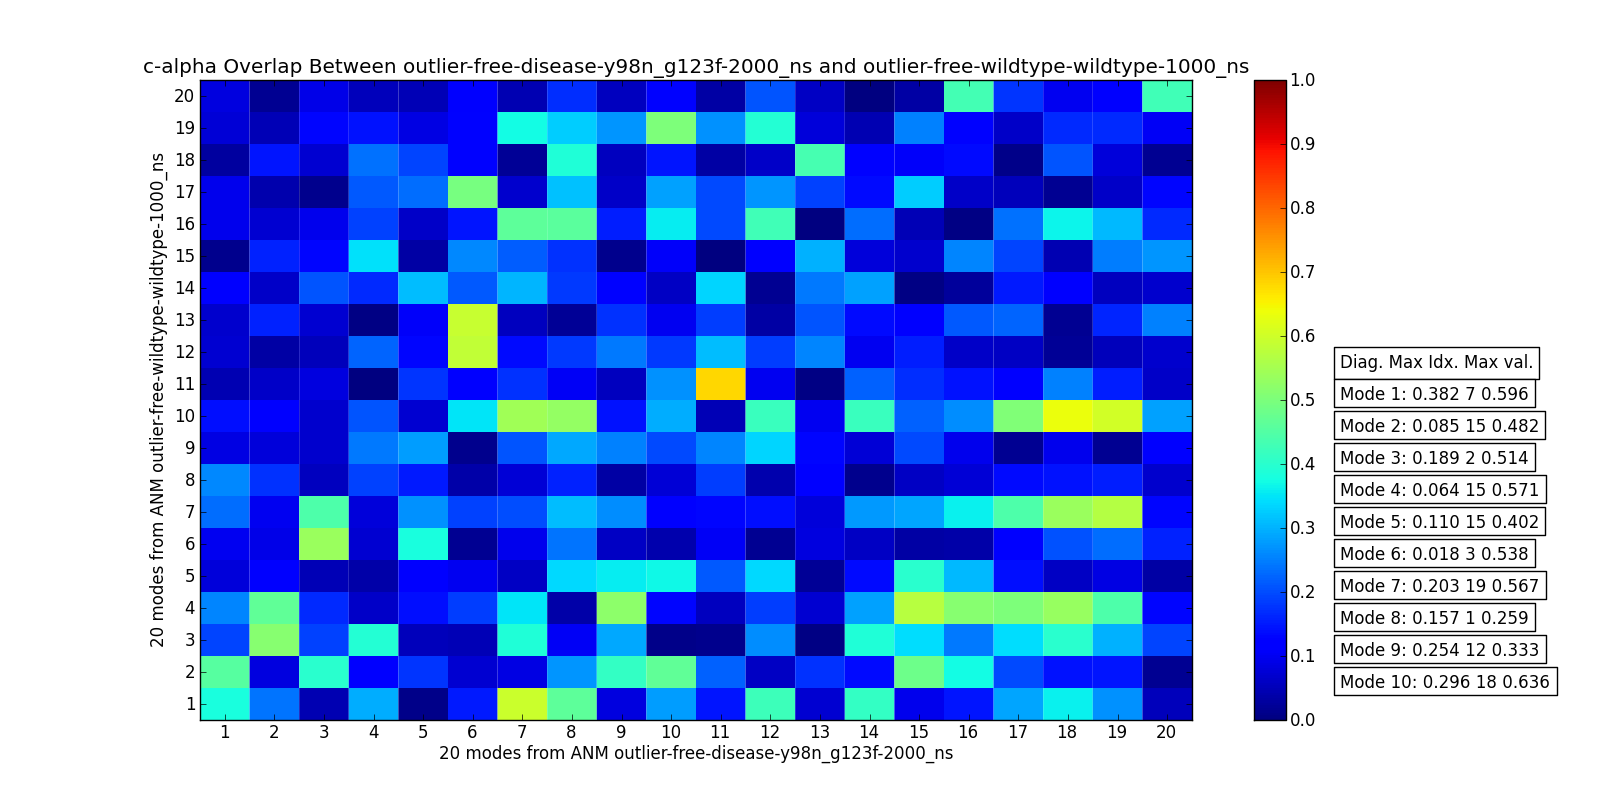 c-alpha Overlap Between outlier-free-disease-y98n_g123f-2000_ns and outlier-free-wildtype-wildtype-1000_ns
20 modes from ANM outlier-free-wildtype-wildtype-1000_ns
20
19
18
17
16
15
14
13
12
11
10
9
8
7
6
5
4
3
2
1
1 2 3 4 5 6 7 8 9 10 11 12 13 14 15 16 17 18 19 20
20 modes from ANM outlier-free-disease-y98n_g123f-2000_ns
1.0
0.9
0.8
0.7
0.6
0.5
0.4
0.3
0.2
0.1
0.0
Diag. Max Idx. Max val.
Mode 1: 0.382 7 0.596
Mode 2: 0.085 15 0.482
Mode 3: 0.189 2 0.514
Mode 4: 0.064 15 0.571
Mode 5: 0.110 15 0.402
Mode 6: 0.018 3 0.538
Mode 7: 0.203 19 0.567
Mode 8: 0.157 1 0.259
Mode 9: 0.254 12 0.333
Mode 10: 0.296 18 0.636